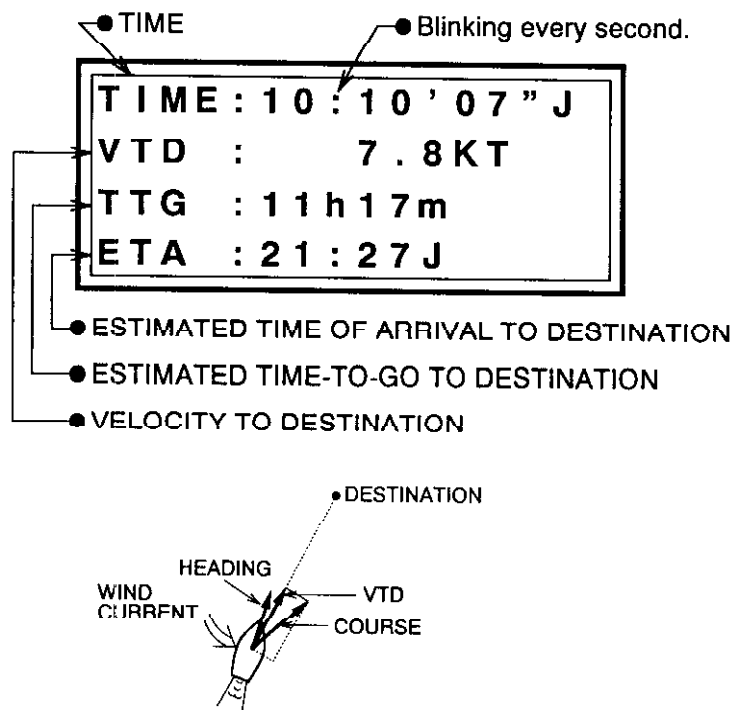 TIME
Blinking every second.
TIME:10:10'07"J
VTD : 7.8KT
TTG :11h17m
ETA :21:27J
ESTIMATED TIME OF ARRIVAL TO DESTINATION
ESTIMATED TIME-TO-GO TO DESTINATION
VELOCITY TO DESTINATION
DESTINATION
HEADING
WIND
CURRENT
VTD
COURSE